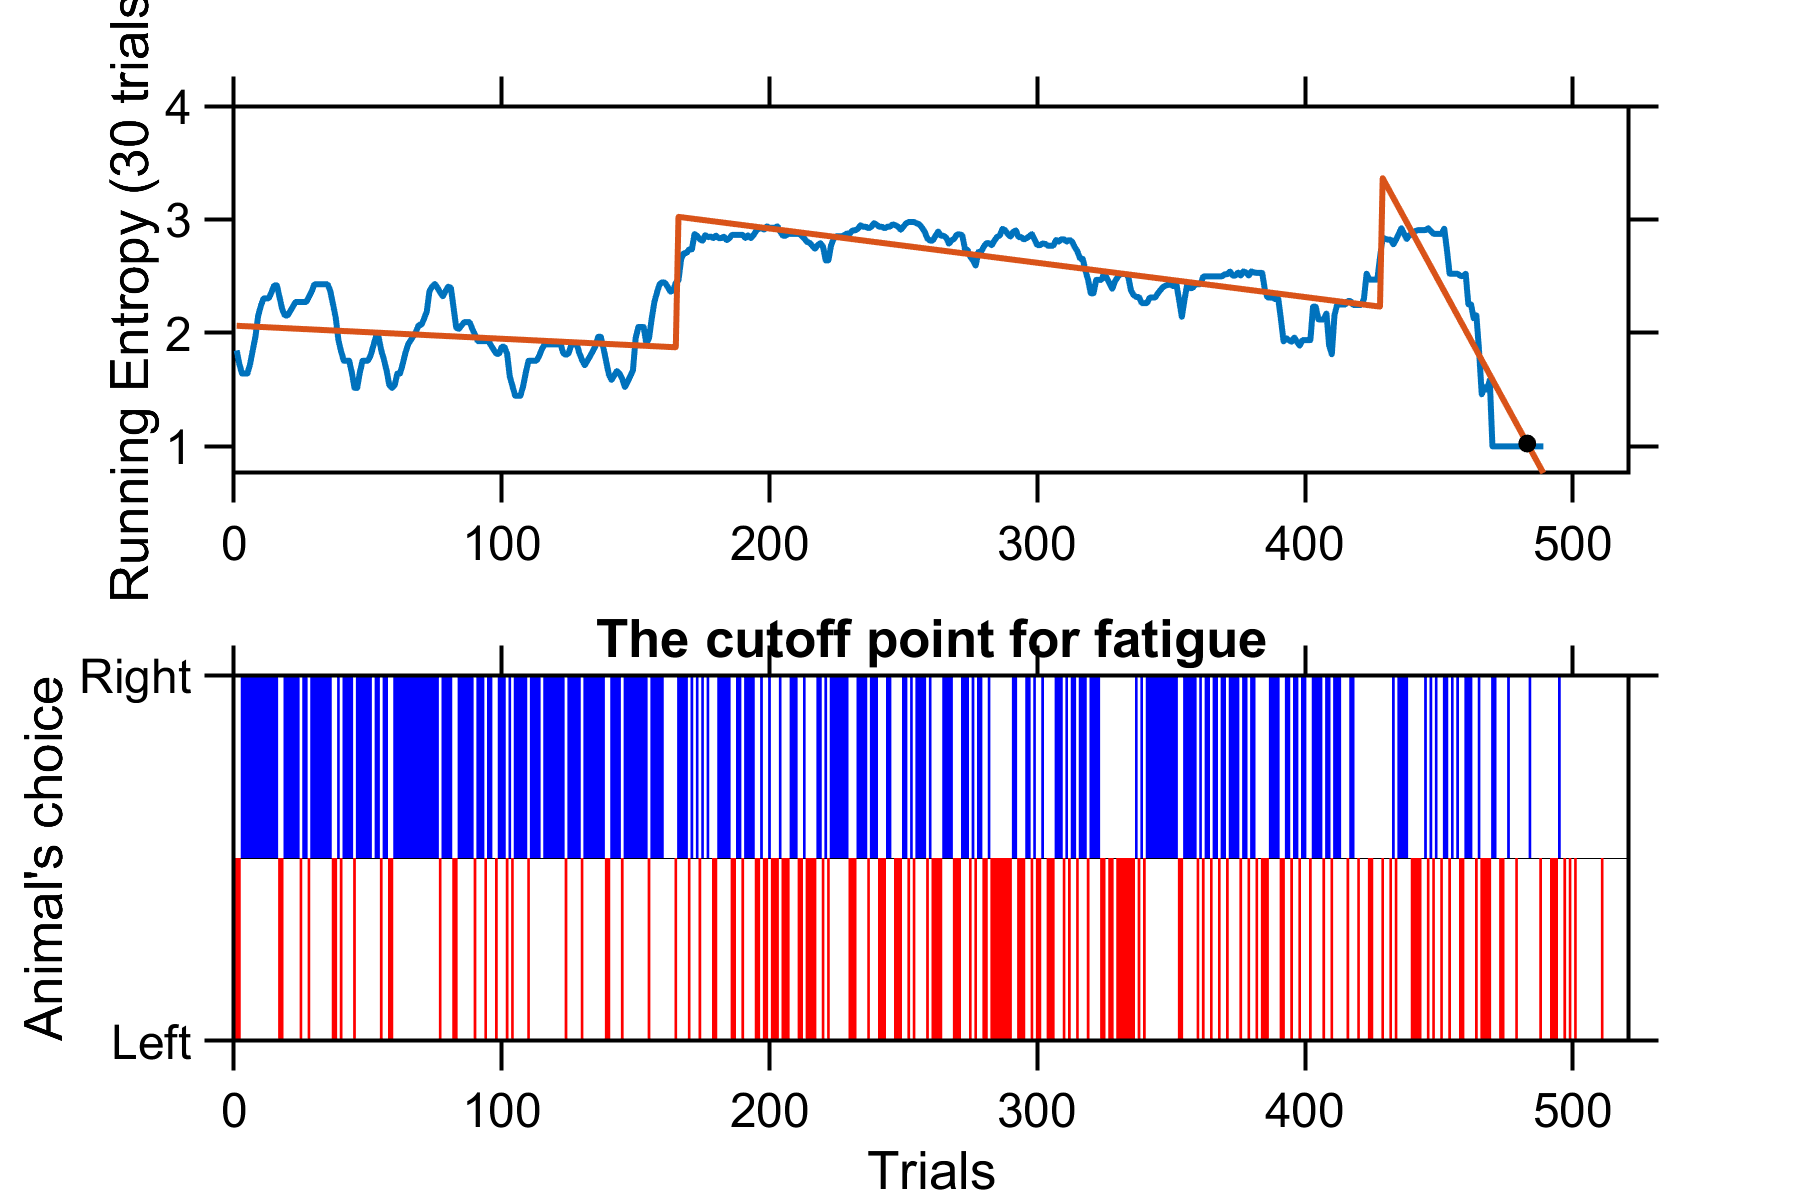 Running Entropy (30 trials
4
3
2
1
0 100 200 300 400 500
The cutoff point for fatigue
Animal's choice
Right
Left
0 100 200 300 400 500
Trials